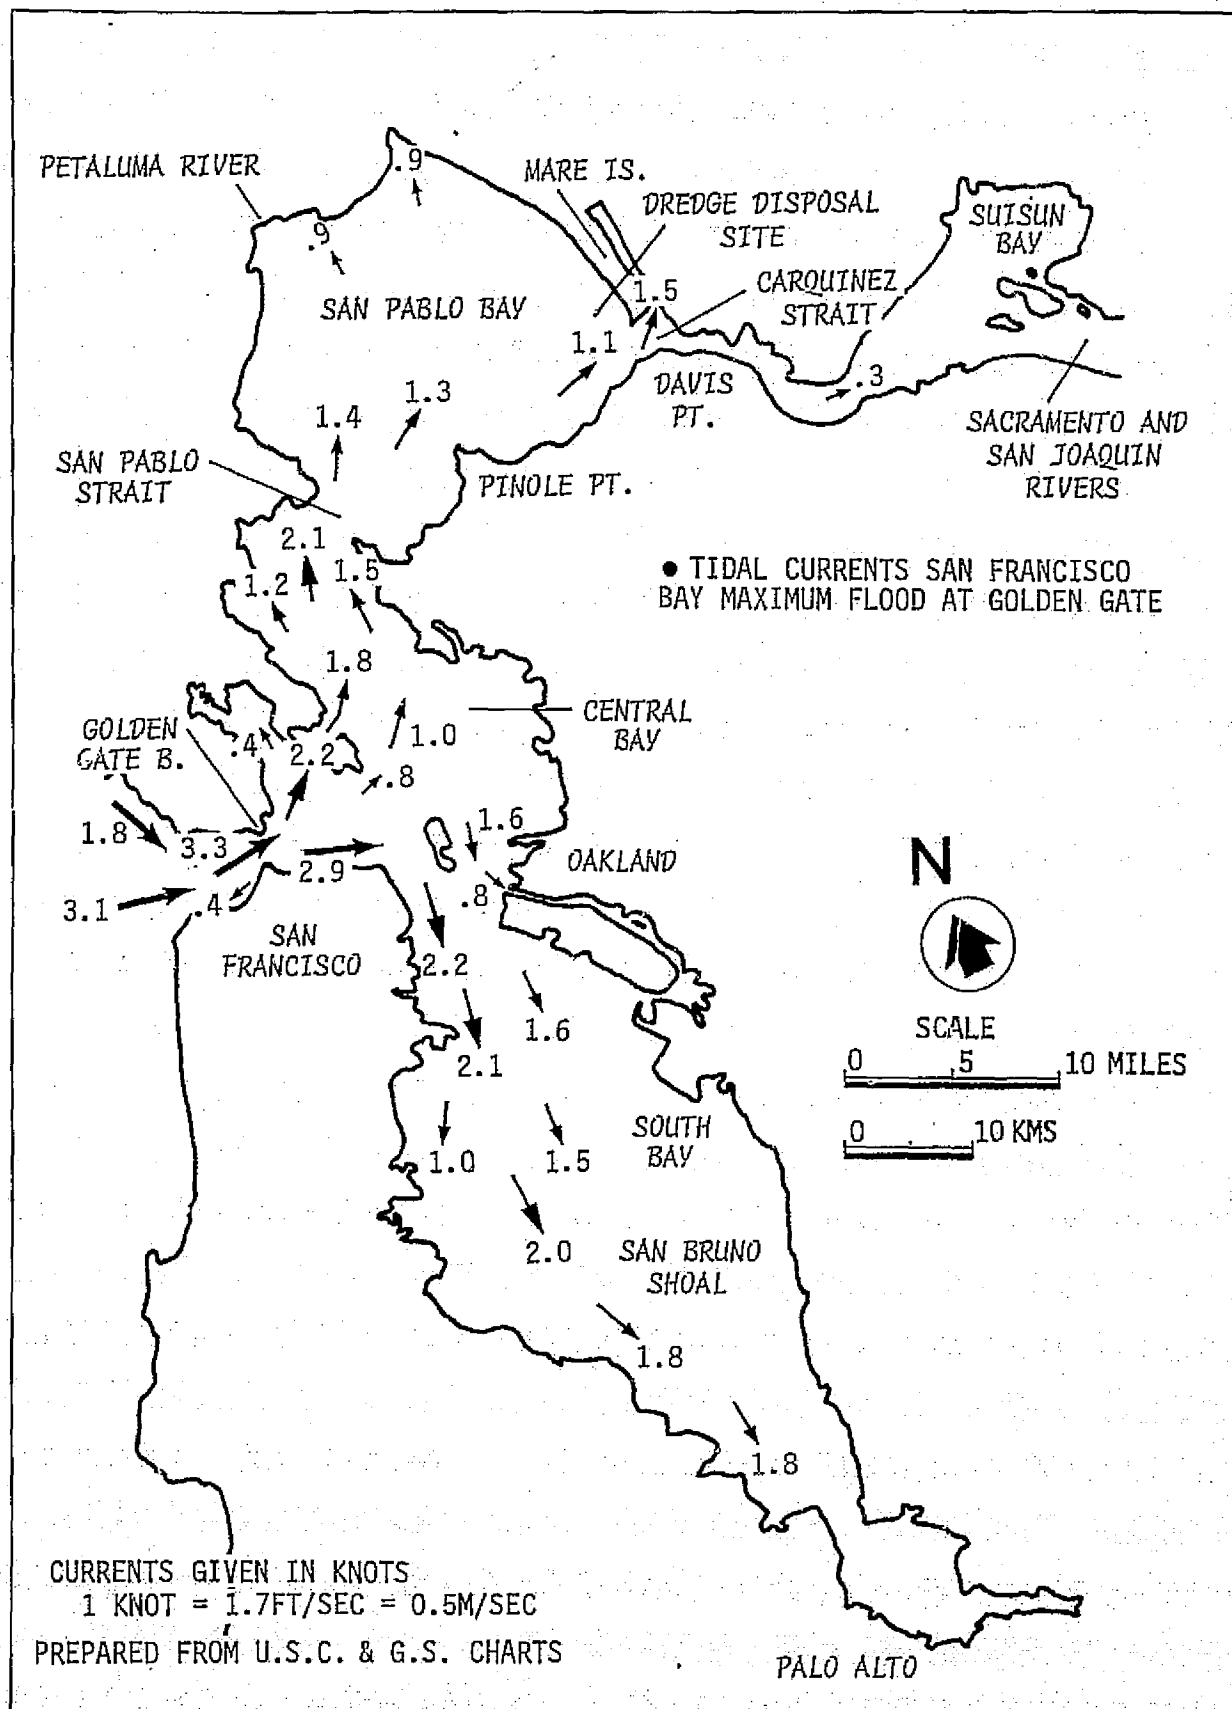 .9
PETALUMA RIVER
MARE IS.
DREDGE DISPOSAL
SITE
SUISUN
BAY
.9
SAN PABLO BAY
1.5
CARQUINEZ
STRAIT
1.1
DAVIS
PT.
.3
1.3
1.4
SACRAMENTO AND
SAN JOAQUIN
RIVERS
SAN PABLO
STRAIT
PINOLE PT.
2.1
1.2
1.5
● TIDAL CURRENTS SAN FRANCISCO
BAY MAXIMUM FLOOD AT GOLDEN GATE
1.8
GOLDEN
GATE B.
.4
2.2
1.0
CENTRAL
BAY
.8
1.8
3.3
2.9
1.6
OAKLAND
3.1
.4
.8
SAN
FRANCISCO
2.2
N
1.6
2.1
SCALE
0 5 10 MILES
0 10 KMS
SOUTH
BAY
1.0
1.5
2.0
SAN BRUNO
SHOAL
1.8
1.8
CURRENTS GIVEN IN KNOTS
1 KNOT = 1.7FT/SEC = 0.5M/SEC
PREPARED FROM U.S.C. & G.S. CHARTS
PALO ALTO